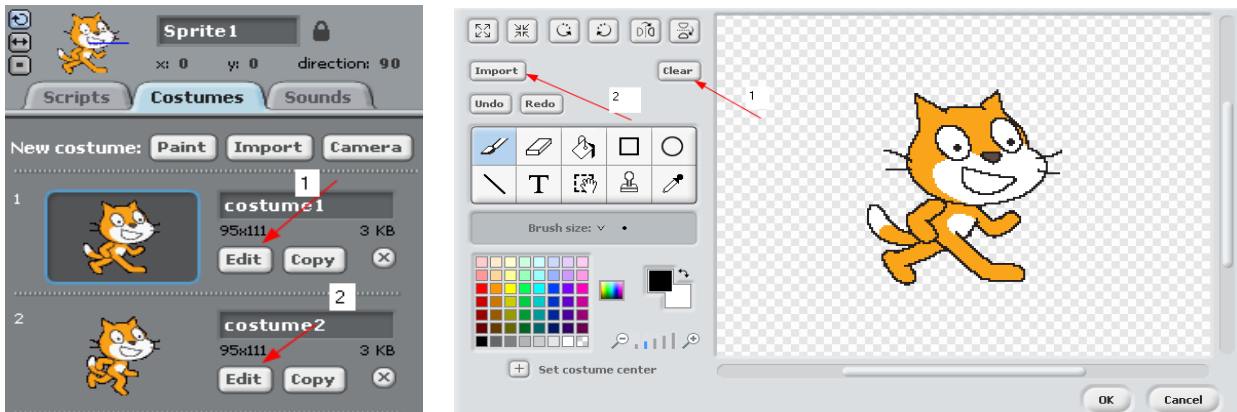 Sprite1
x: 0 y: 0 direction: 90
Scripts Costumes Sounds
New costume: Paint Import Camera
1
1
costume1
95x111 3 KB
Edit Copy
2
2
costume2
95x111 3 KB
Edit Copy
Import Clear
2 1
Undo Redo
T
Brush size:
Set costume center
OK Cancel